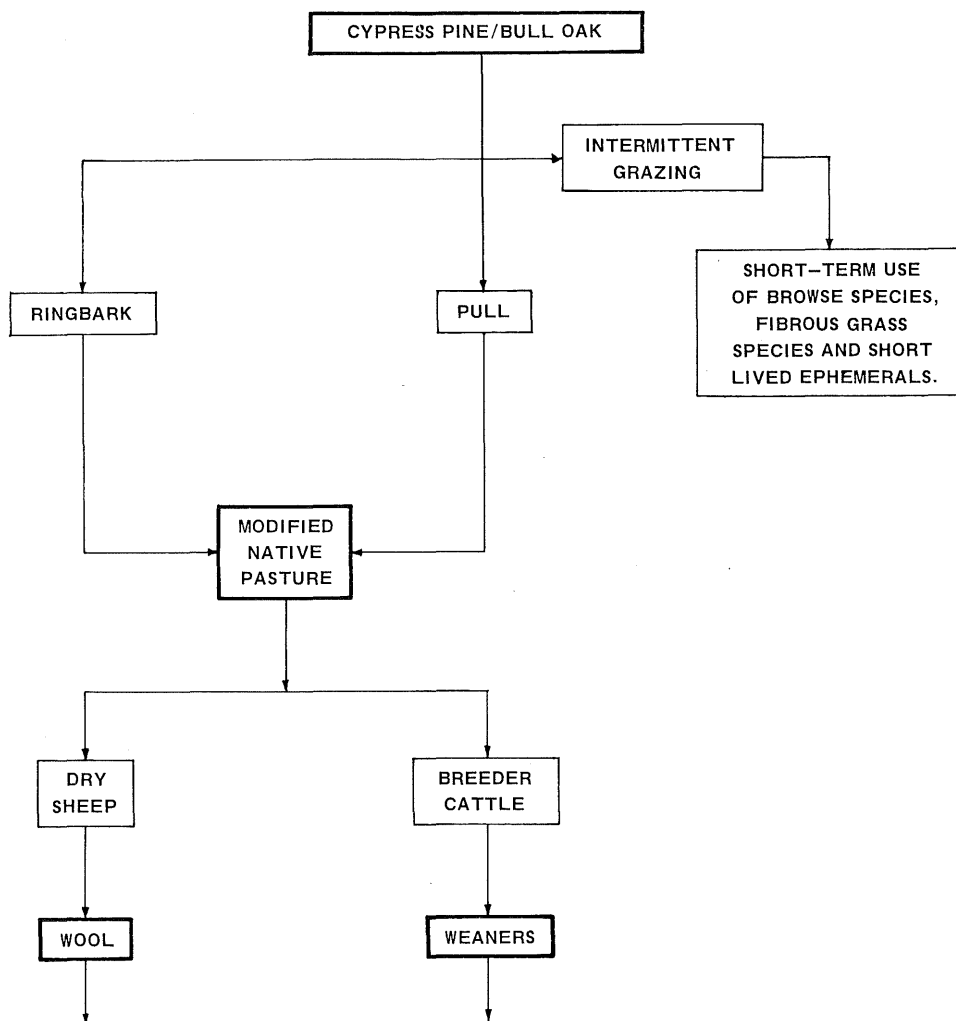 CYPRESS PINE/BULL OAK
INTERMITTENT
GRAZING
SHORT-TERM USE
OF BROWSE SPECIES,
FIBROUS GRASS
SPECIES AND SHORT
LIVED EPHEMERALS.
RINGBARK
PULL
MODIFIED
NATIVE
PASTURE
DRY
SHEEP
BREEDER
CATTLE
WOOL
WEANERS